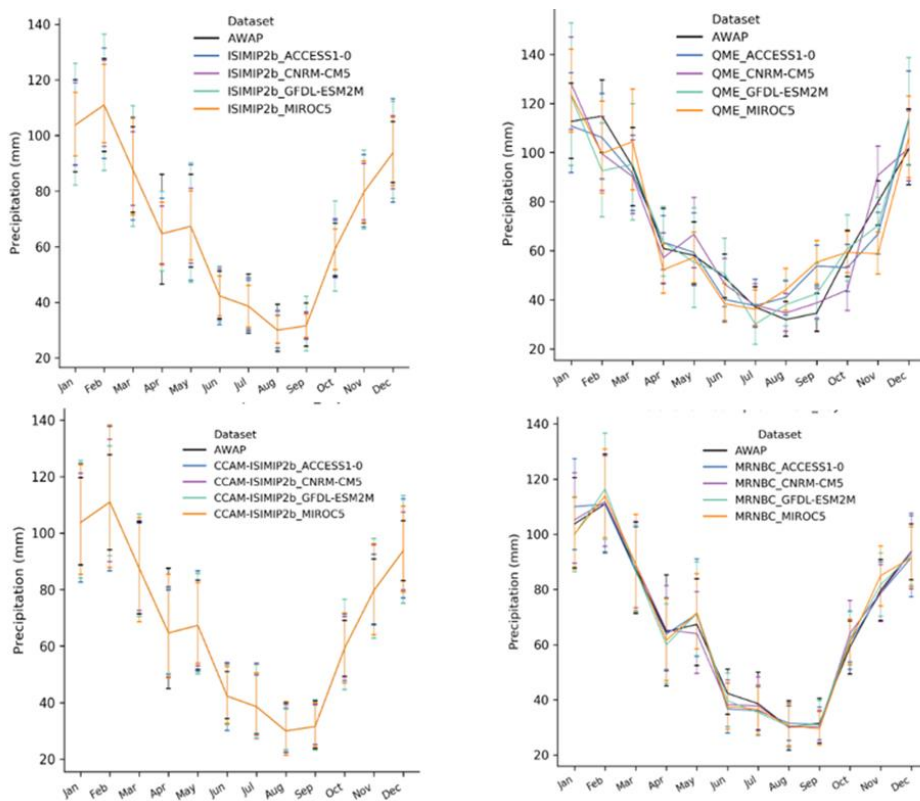 Dataset
AWAP
ISIMIP2b_ACCESS1-0
ISIMIP2b_CNRM-CM5
ISIMIP2b_GFDL-ESM2M
ISIMIP2b_MIROC5
Precipitation (mm)
140
120
100
80
60
40
20
Jan Feb Mar Apr May Jun Jul Aug Sep Oct Nov Dec
Dataset
AWAP
QME_ACCESS1-0
QME_CNRM-CM5
QME_GFDL-ESM2M
QME_MIROC5
Precipitation (mm)
140
120
100
80
60
40
20
Jan Feb Mar Apr May Jun Jul Aug Sep Oct Nov Dec
Dataset
AWAP
CCAM-ISIMIP2b_ACCESS1-0
CCAM-ISIMIP2b_CNRM-CM5
CCAM-ISIMIP2b_GFDL-ESM2M
CCAM-ISIMIP2b_MIROC5
Precipitation (mm)
140
120
100
80
60
40
20
Jan Feb Mar Apr May Jun Jul Aug Sep Oct Nov Dec
Dataset
AWAP
MRNBC_ACCESS1-0
MRNBC_CNRM-CM5
MRNBC_GFDL-ESM2M
MRNBC_MIROC5
Precipitation (mm)
140
120
100
80
60
40
20
Jan Feb Mar Apr May Jun Jul Aug Sep Oct Nov Dec